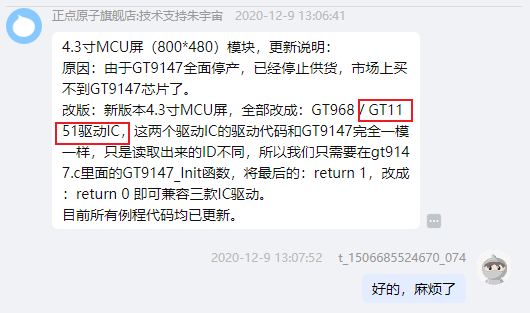 正点原子旗舰店:技术支持朱宇宙 2020-12-9 13:06:41
4.3寸MCU屏（800*480）模块，更新说明：
原因：由于GT9147全面停产，已经停止供货，市场上买
不到GT9147芯片了。
改版：新版本4.3寸MCU屏，全部改成：GT968 / GT11
51驱动IC，这两个驱动IC的驱动代码和GT9147完全一模
一样，只是读取出来的ID不同，所以我们只需要在gt914
7.c里面的GT9147_Init函数，将最后的：return 1，改成
：return 0 即可兼容三款IC驱动。
目前所有例程代码均已更新。
2020-12-9 13:07:52 t_1506685524670_074
好的，麻烦了